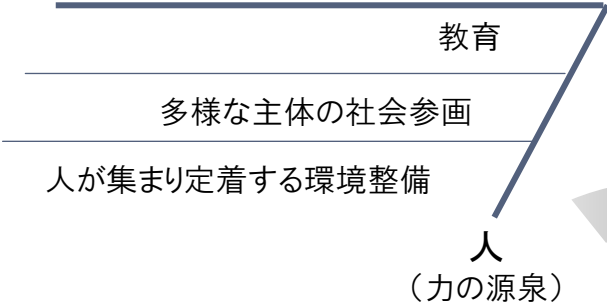 教育
多様な主体の社会参画
人が集まり定着する環境整備
人
（力の源泉）